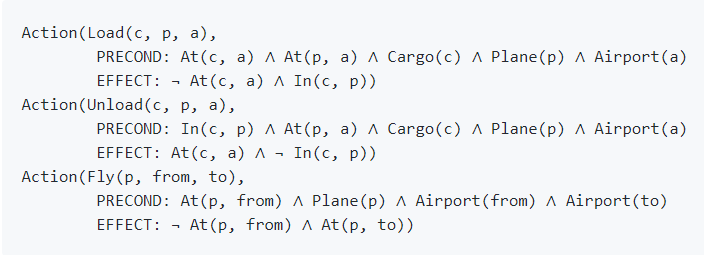 Action(Load(c, p, a),
PRECOND: At(c, a) ∧ At(p, a) ∧ Cargo(c) ∧ Plane(p) ∧ Airport(a)
EFFECT: ¬ At(c, a) ∧ In(c, p))
Action(Unload(c, p, a),
PRECOND: In(c, p) ∧ At(p, a) ∧ Cargo(c) ∧ Plane(p) ∧ Airport(a)
EFFECT: At(c, a) ∧ ¬ In(c, p))
Action(Fly(p, from, to),
PRECOND: At(p, from) ∧ Plane(p) ∧ Airport(from) ∧ Airport(to)
EFFECT: ¬ At(p, from) ∧ At(p, to))